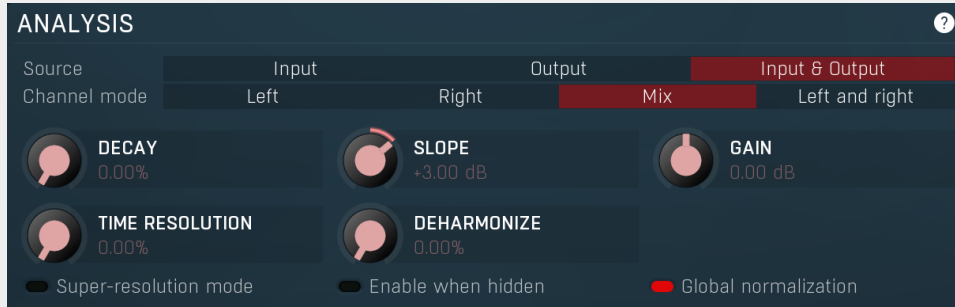 ANALYSIS ?
Source Input Output Input & Output
Channel mode Left Right Mix Left and right
DECAY SLOPE GAIN
0.00% +3.00 dB 0.00 dB
TIME RESOLUTION DEHARMONIZE
0.00% 0.00%
Super-resolution mode Enable when hidden Global normalization